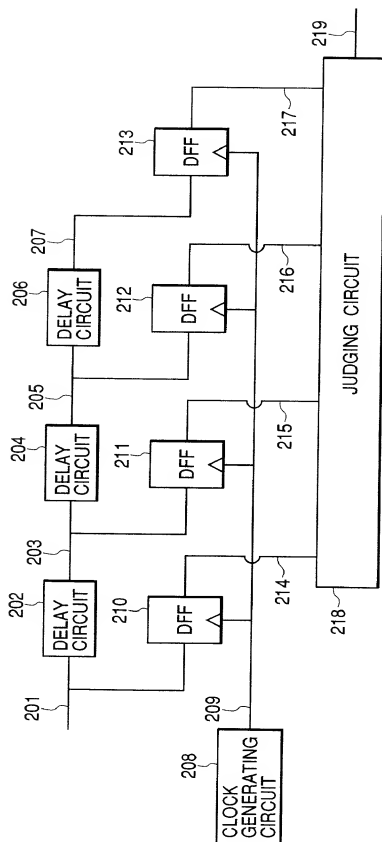 201
202
DELAY
CIRCUIT
203
204
DELAY
CIRCUIT
205
206
DELAY
CIRCUIT
207
210
DFF
211
DFF
212
DFF
213
DFF
208
CLOCK
GENERATING
CIRCUIT
209
214
215
216
217
218
JUDGING CIRCUIT
219